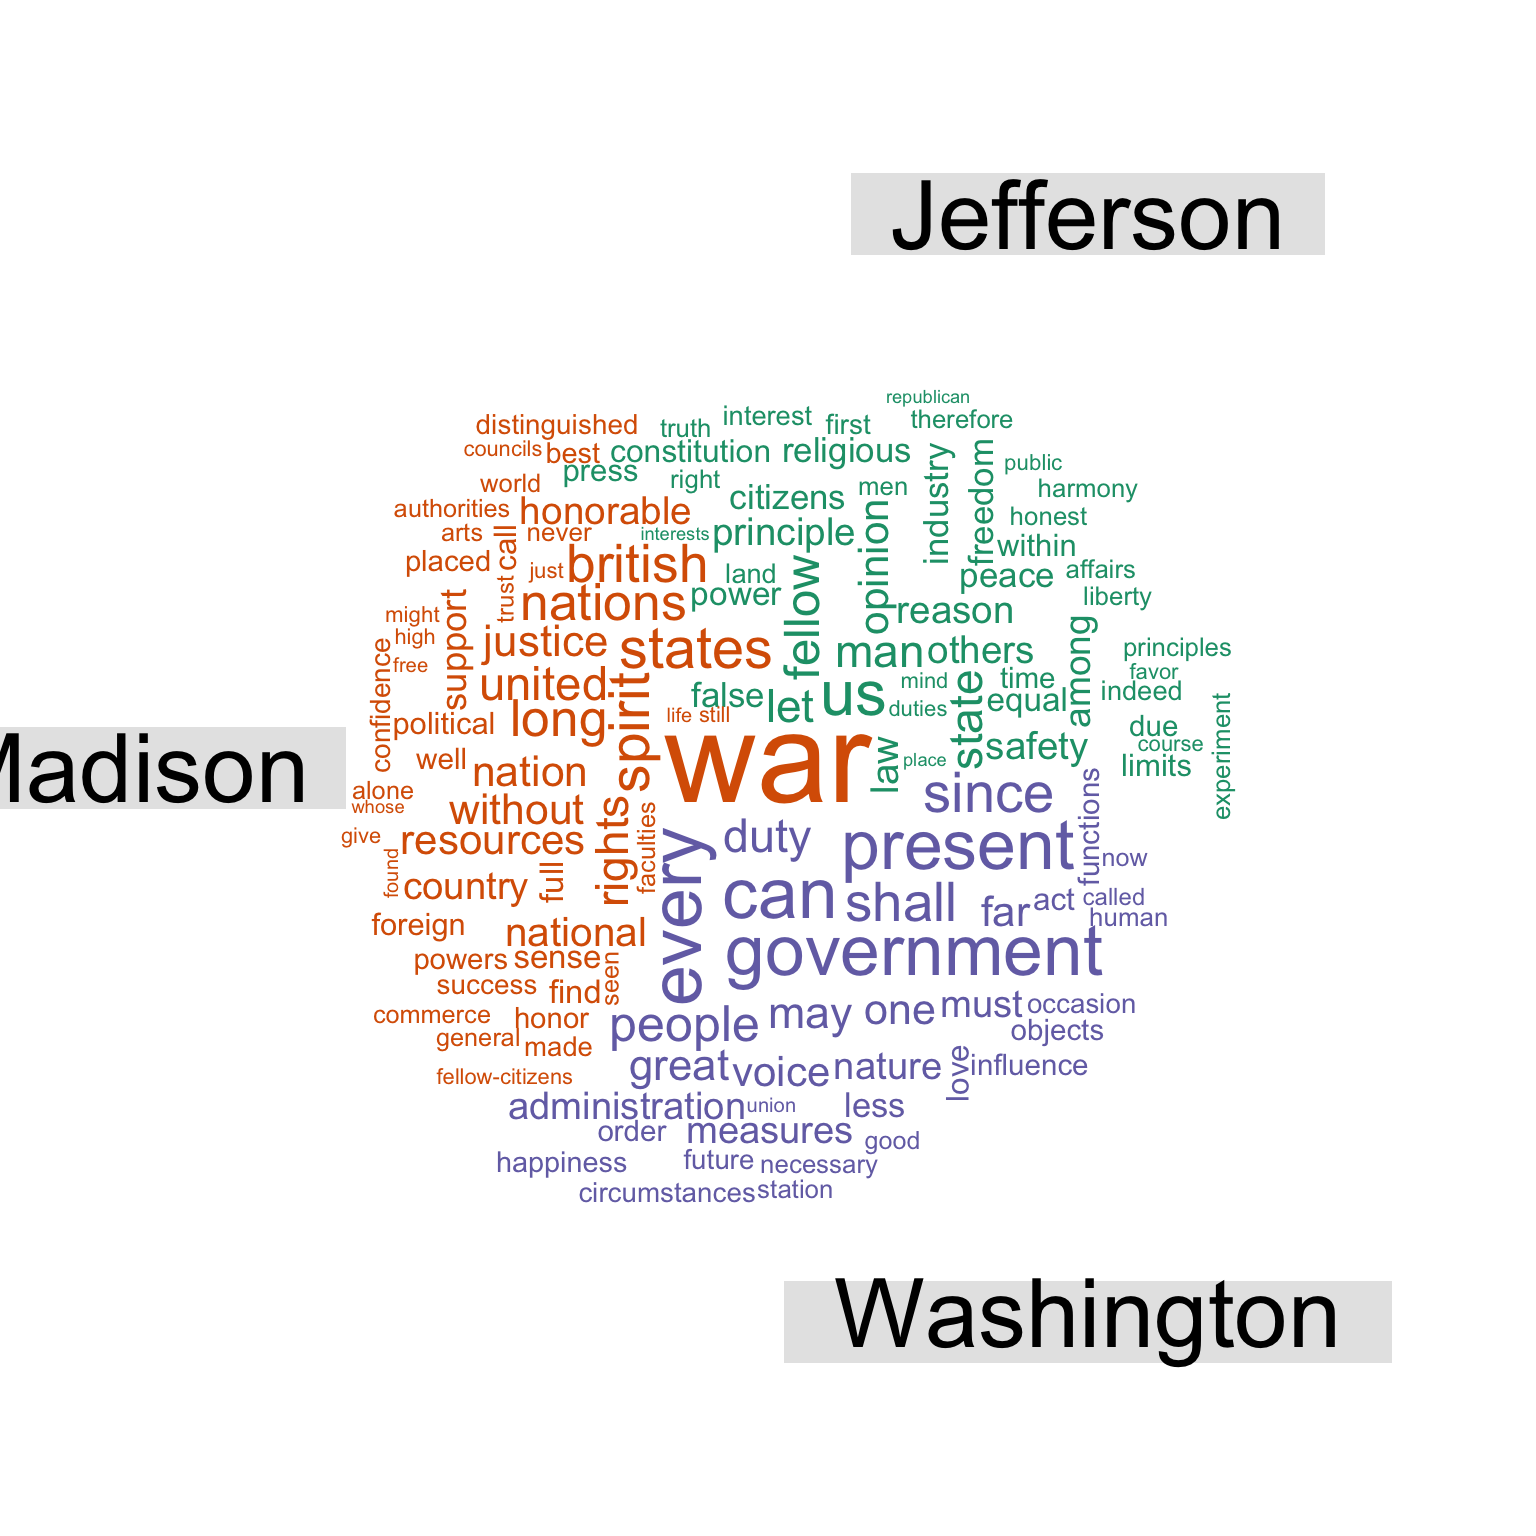 Jefferson
republican
distinguished truth interest first therefore
councils best constitution religious
press right industry freedom public
world citizens men harmony
authorities honorable opinion honest
arts call never interests principle within
placed just british land fellow peace affairs
trust nations power reason liberty
might support
high justice states man others among principles
confidence free united spirit false mind state time favor
political long life still let us duties equal indeed
well war law place safety due experiment
nation course
Madison
alone since limits
whose without rights faculties every duty functions
give resources present now
found country full can shall far act called
foreign national government human
powers sense seen
success find
commerce honor people may one must occasion
general made objects
fellow-citizens great voice nature love influence
administration union less
order measures good
happiness future necessary
circumstances station
Washington